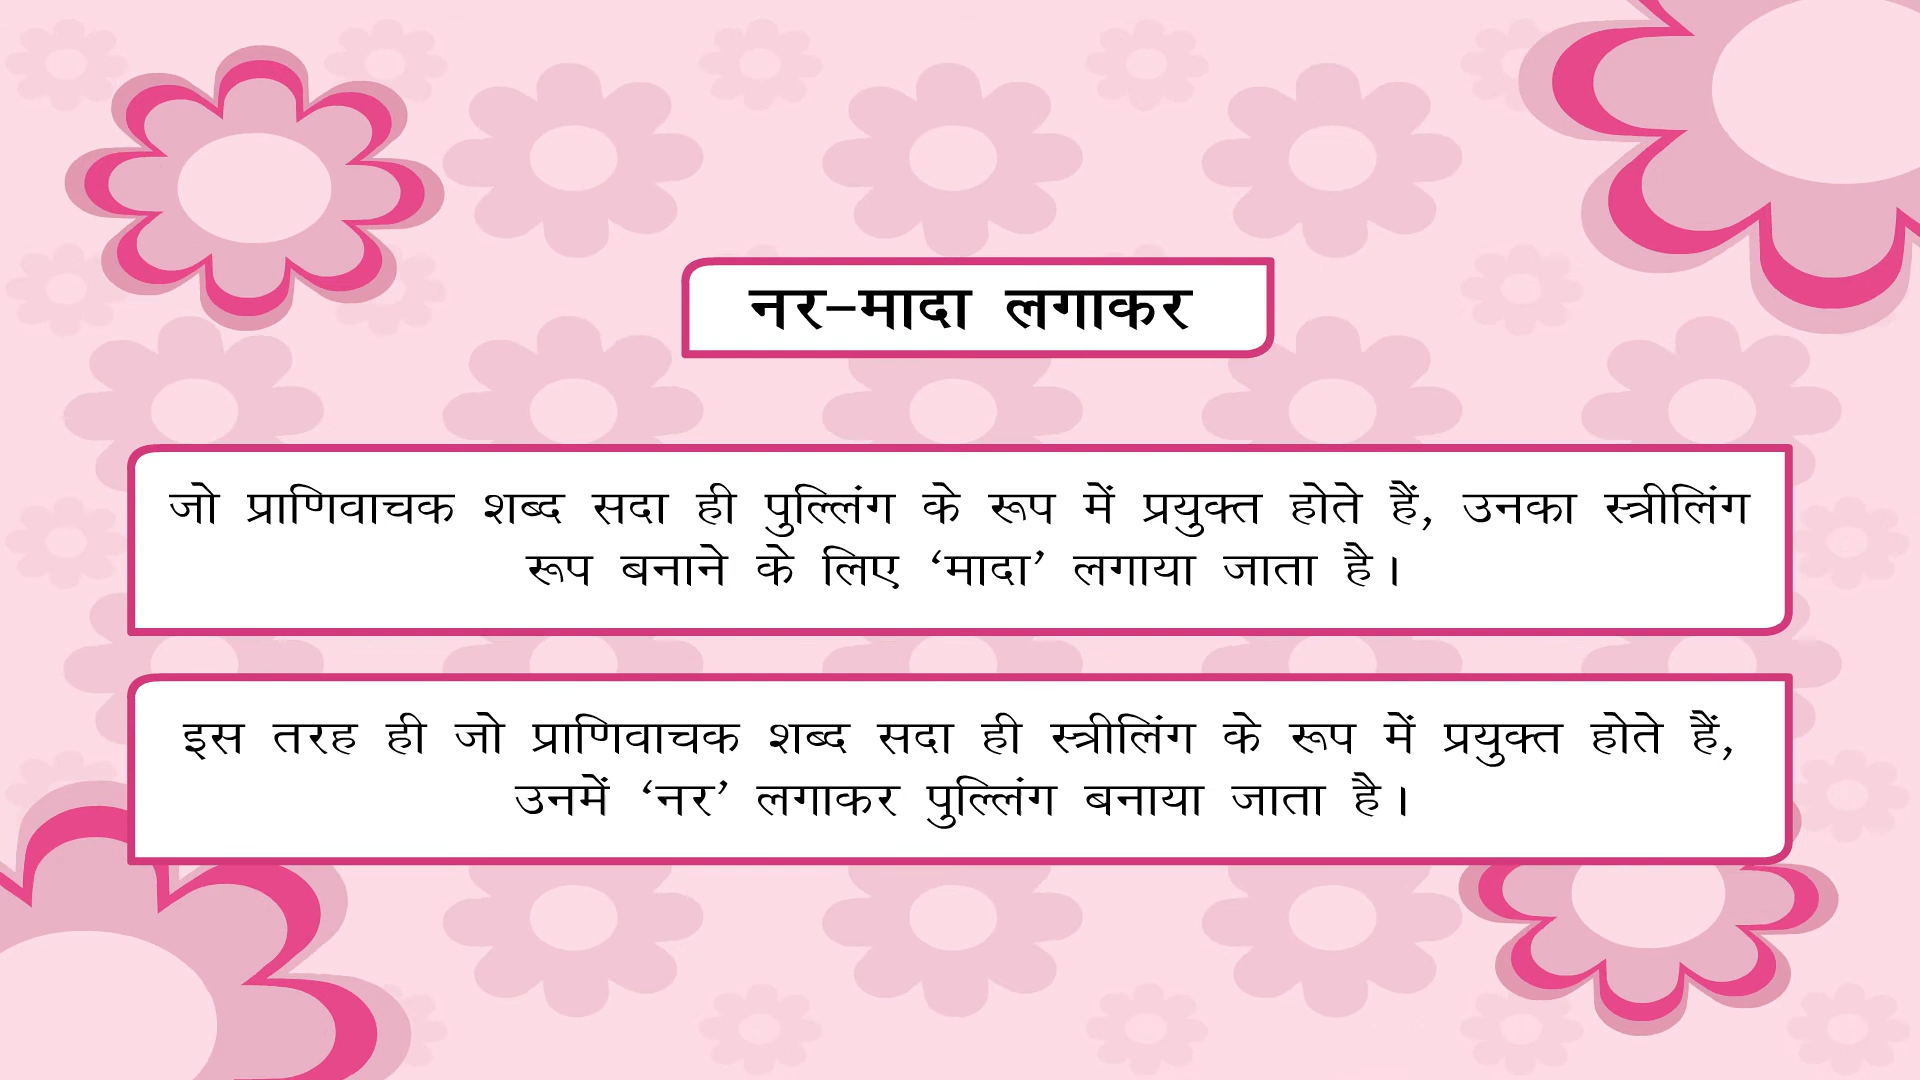 नर–मादा लगाकर
जो प्राणिवाचक शब्द सदा ही पुल्लिंग के रूप में प्रयुक्त होते हैं, उनका स्त्रीलिंग
रूप बनाने के लिए ‘मादा’ लगाया जाता है।
इस तरह ही जो प्राणिवाचक शब्द सदा ही स्त्रीलिंग के रूप में प्रयुक्त होते हैं,
उनमें ‘नर’ लगाकर पुल्लिंग बनाया जाता है।